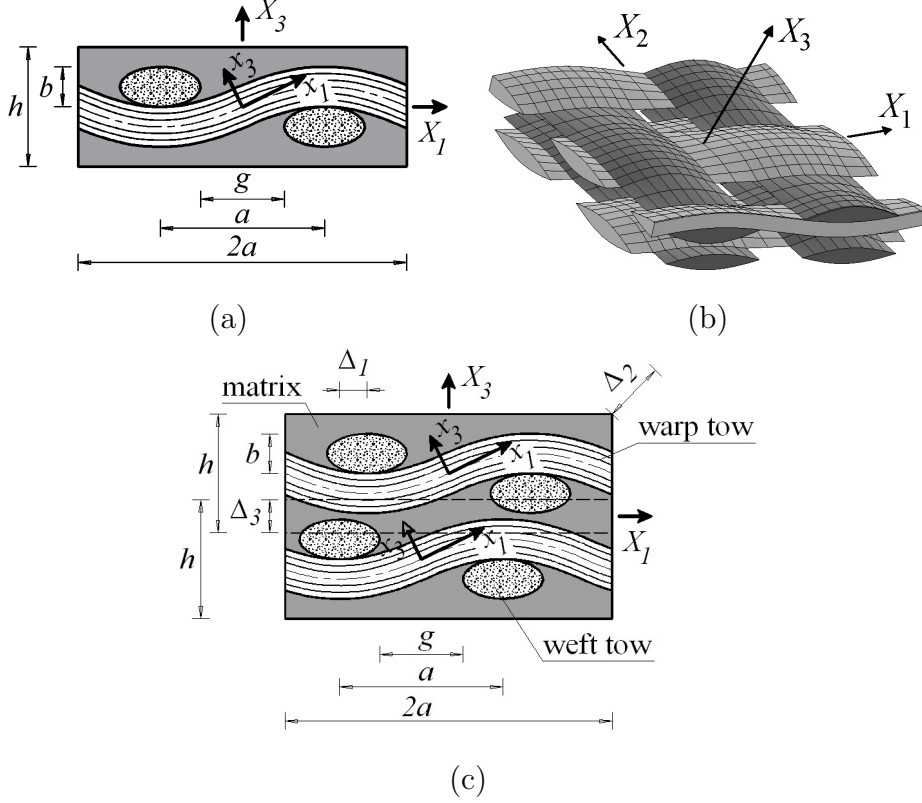 X3
h
b
x3
x1
X1
g
a
2a
(a)
X2
X3
X1
(b)
Δ1
X3
Δ2
matrix
warp tow
h
b
x3
x1
Δ3
h
x3
x1
X1
g
weft tow
a
2a
(c)